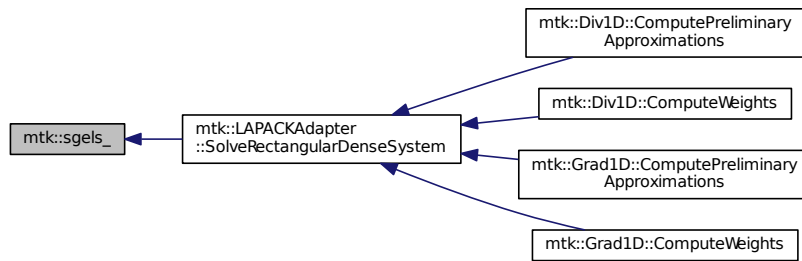 mtk::Div1D::ComputePreliminary
Approximations
mtk::Div1D::ComputeWeights
mtk::LAPACKAdapter
::SolveRectangularDenseSystem
mtk::sgels_
mtk::Grad1D::ComputePreliminary
Approximations
mtk::Grad1D::ComputeWeights